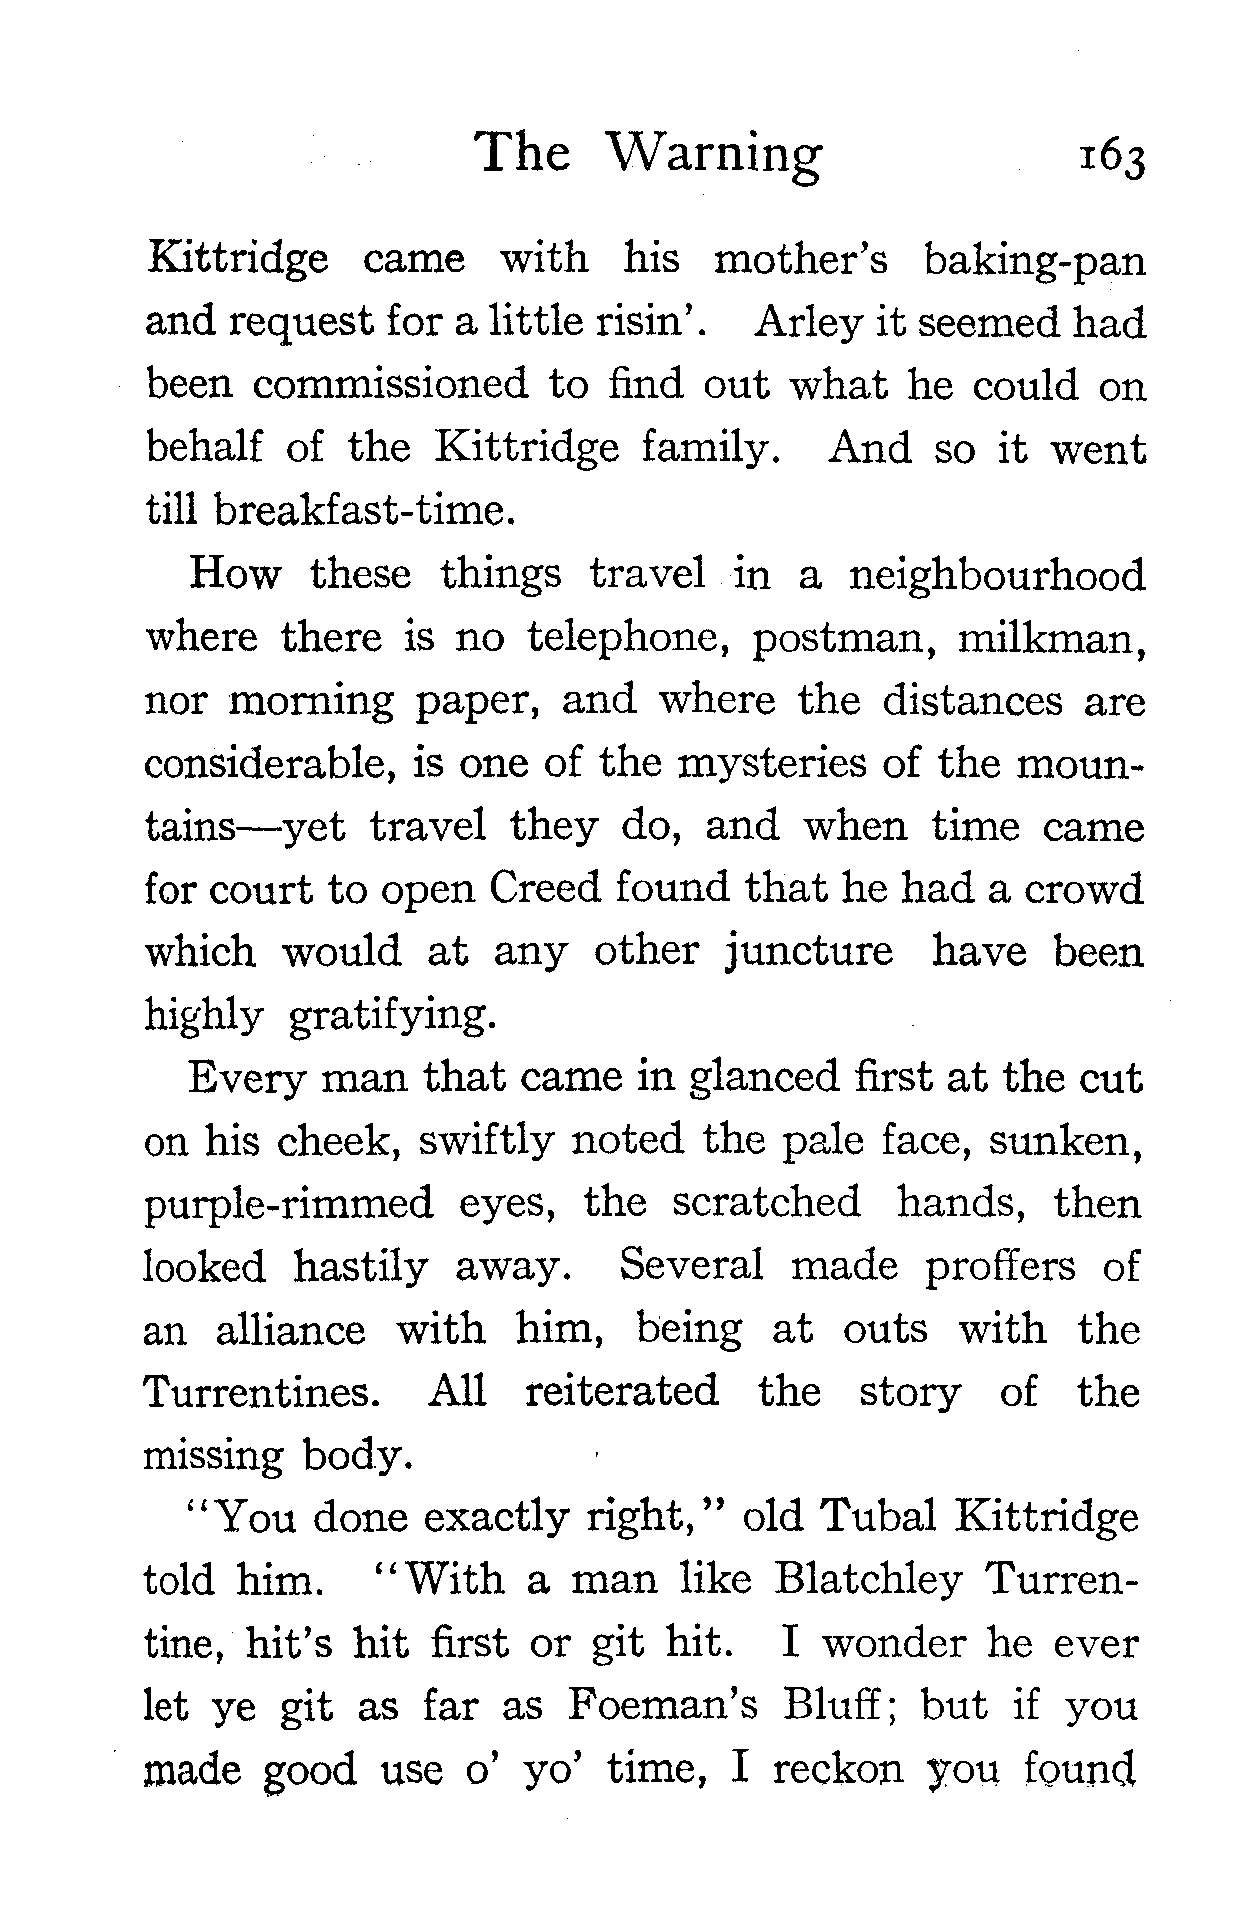 The Warning 163
Kittridge came with his mother's baking-pan
and request for a little risin'. Arley it seemed had
been commissioned to find out what he could on
behalf of the Kittridge family. And so it went
till breakfast-time.
How these things travel in a neighbourhood
where there is no telephone, postman, milkman,
nor morning paper, and where the distances are
considerable, is one of the mysteries of the moun-
tains—yet travel they do, and when time came
for court to open Creed found that he had a crowd
which would at any other juncture have been
highly gratifying.
Every man that came in glanced first at the cut
on his cheek, swiftly noted the pale face, sunken,
purple-rimmed eyes, the scratched hands, then
looked hastily away. Several made proffers of
an alliance with him, being at outs with the
Turrentines. All reiterated the story of the
missing body.
"You done exactly right," old Tubal Kittridge
told him. "With a man like Blatchley Turren-
tine, hit's hit first or git hit. I wonder he ever
let ye git as far as Foeman's Bluff; but if you
made good use o' yo' time, I reckon you found